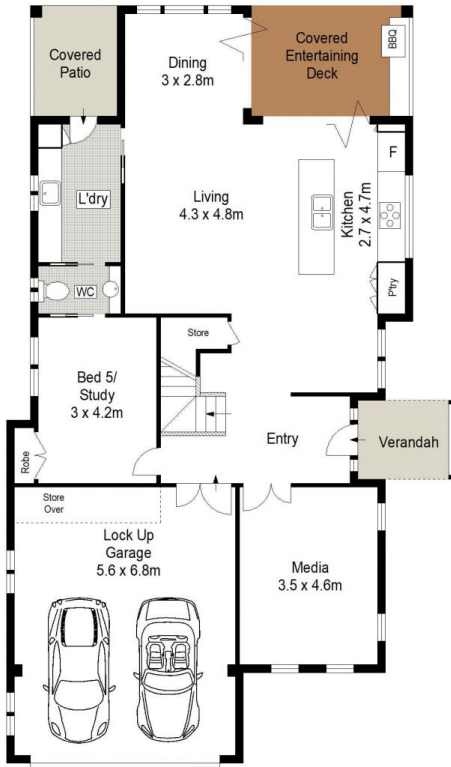 Covered
Patio
Dining
3 x 2.8m
Covered
Entertaining
Deck
BBQ
L'dry
Living
4.3 x 4.8m
Kitchen
2.7 x 4.7m
F
P'try
WC
Store
Bed 5/
Study
3 x 4.2m
Robe
Entry
Verandah
Store
Over
Lock Up
Garage
5.6 x 6.8m
Media
3.5 x 4.6m